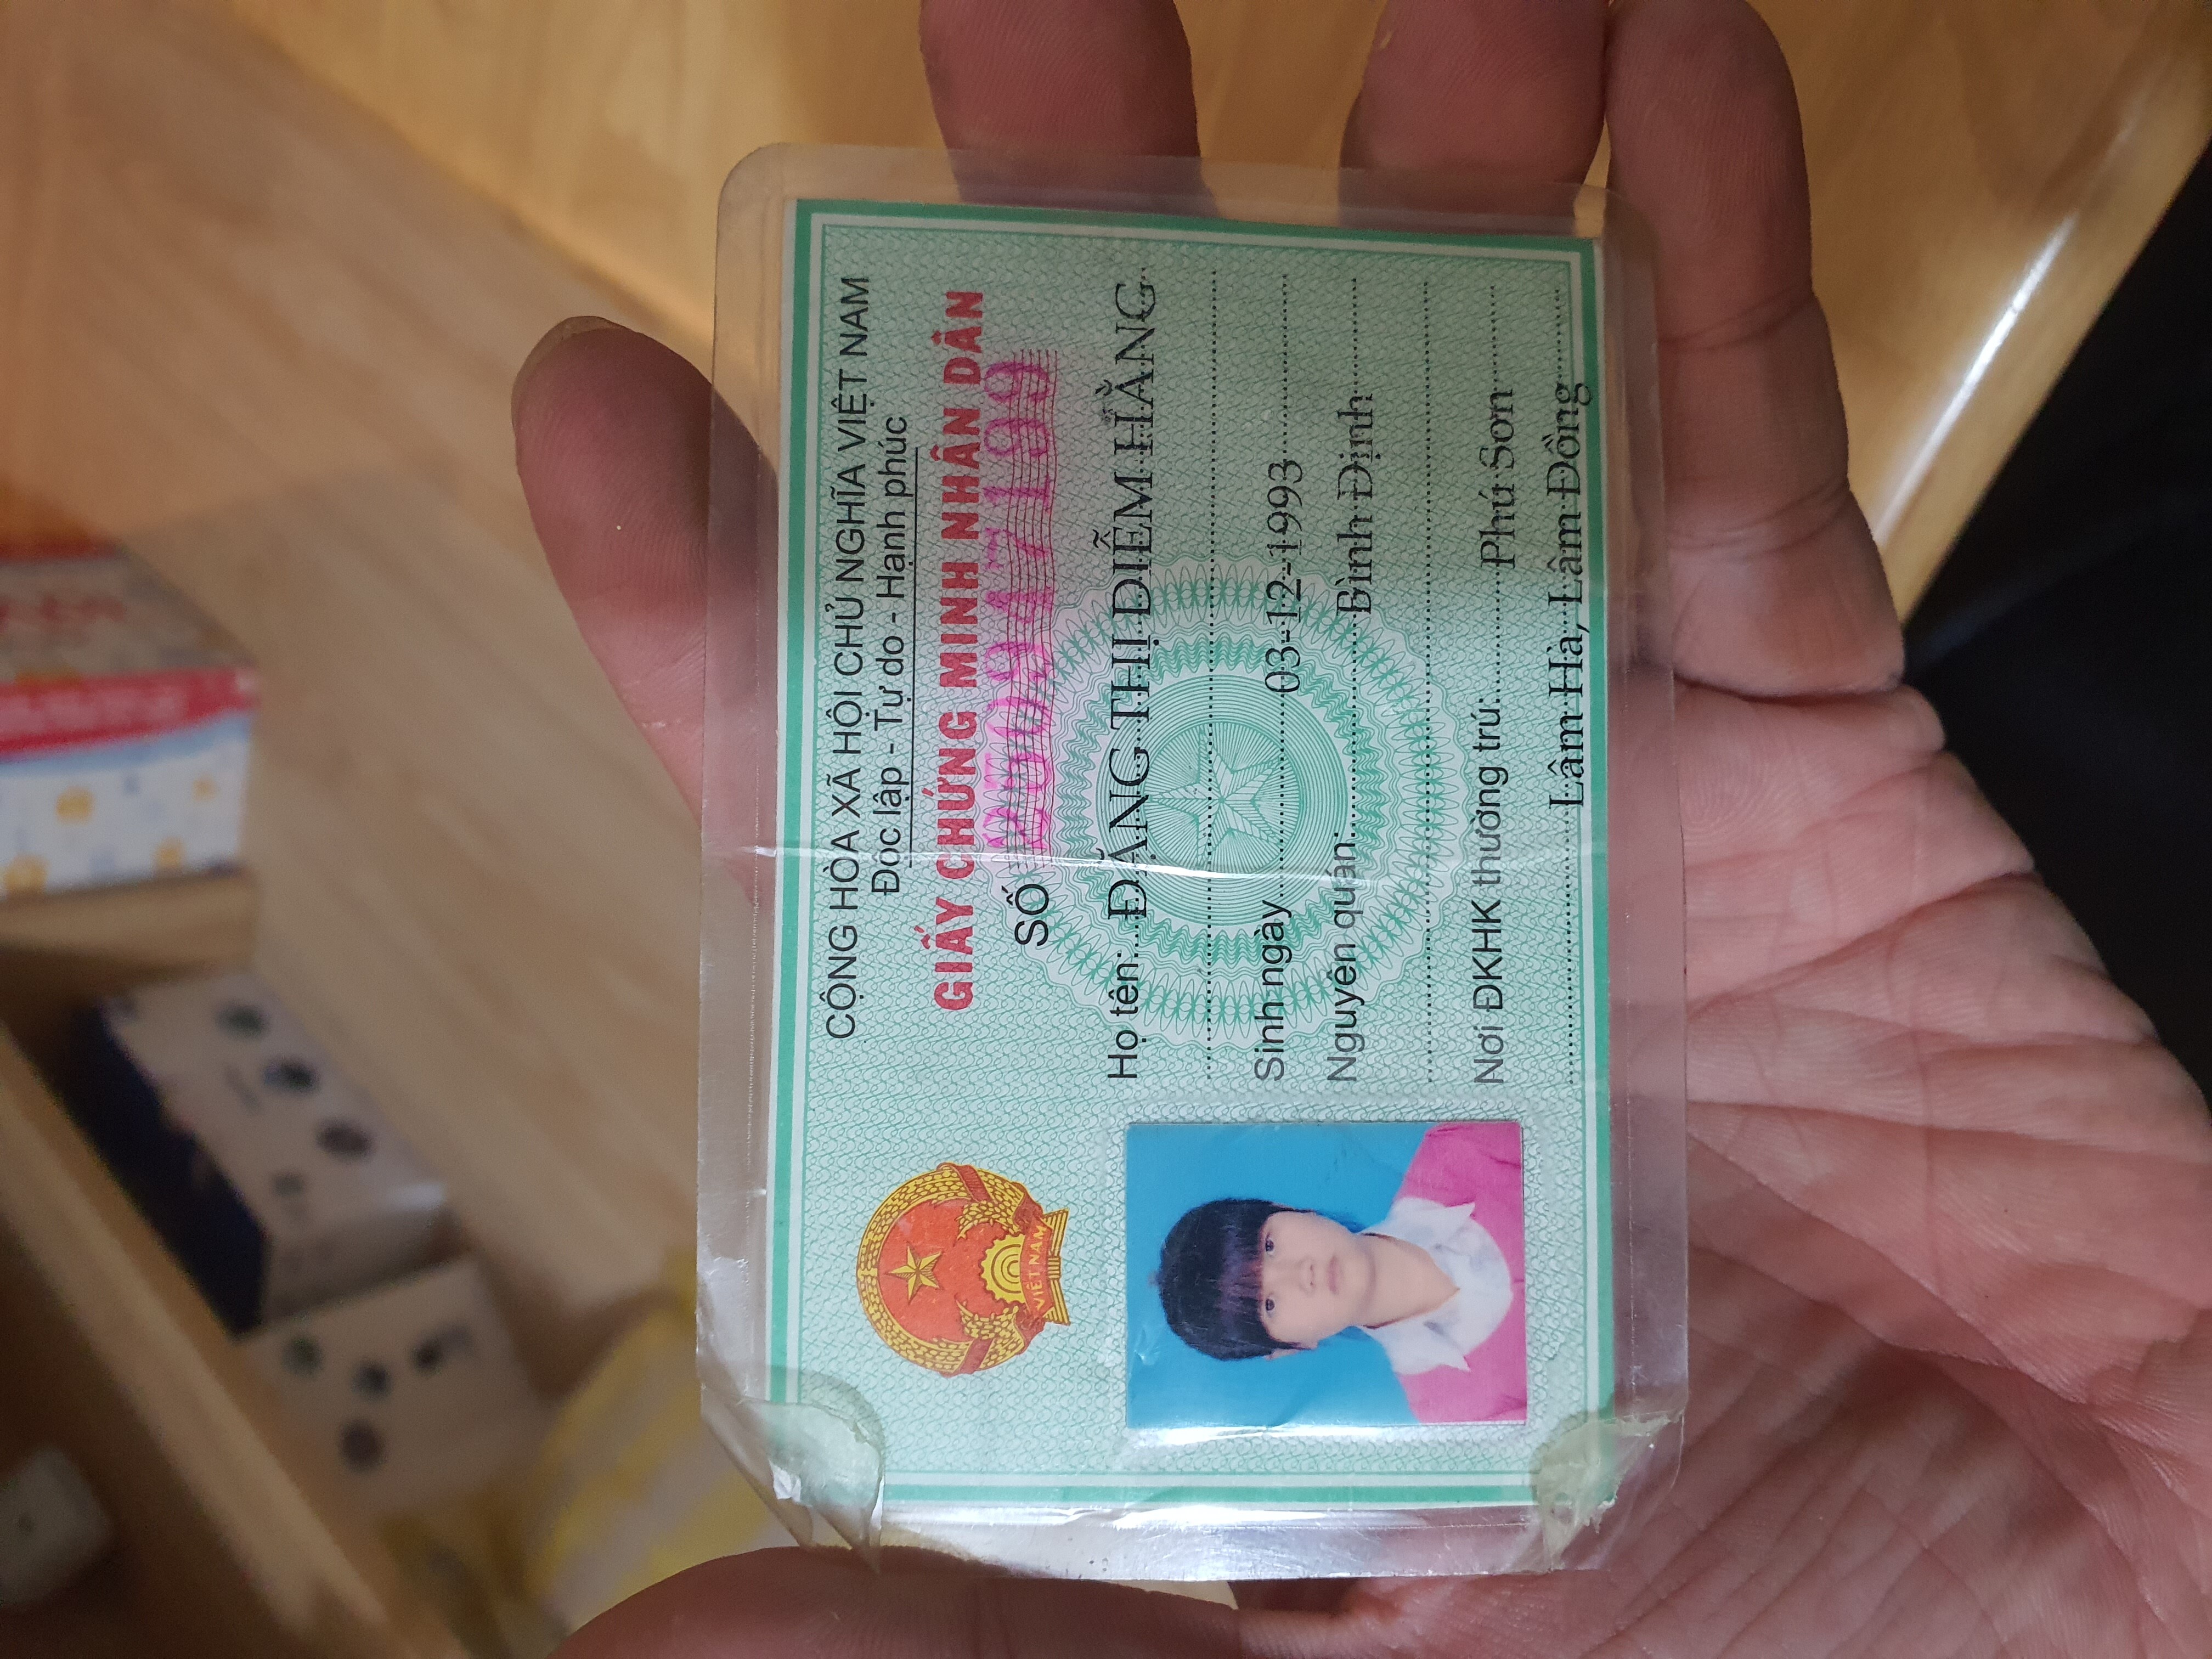 CỘNG HÒA XÃ HỘI CHỦ NGHĨA VIỆT NAM
Độc lập - Tự do - Hạnh phúc
GIẤY CHỨNG MINH NHÂN DÂN
SỐ 250947199
Họ tên: ĐẶNG THỊ DIỄM HẰNG
Sinh ngày 03-12-1993
Nguyên quán: Bình Định
Nơi ĐKHK thường trú: Phú Sơn
Lâm Hà, Lâm Đồng
VIỆT NAM